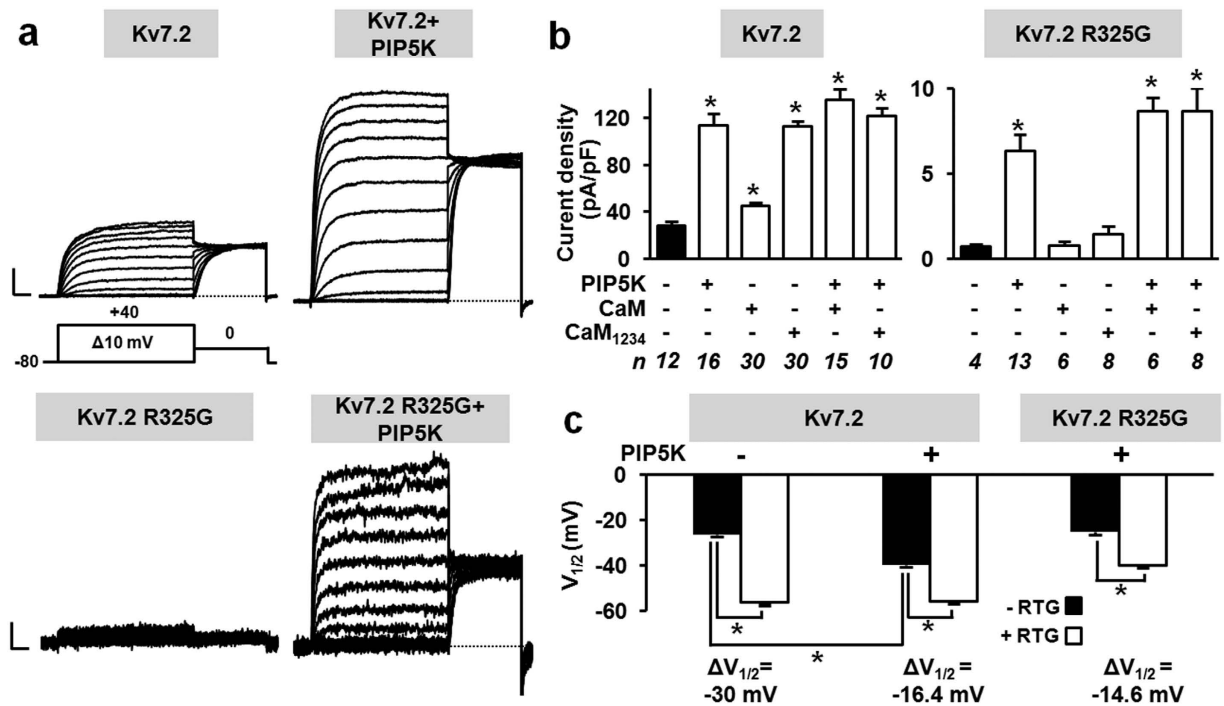 a
Kv7.2
Kv7.2+
PIP5K
+40
Δ10 mV
0
-80
Kv7.2 R325G
Kv7.2 R325G+
PIP5K
b
Kv7.2
Kv7.2 R325G
Curent density
(pA/pF)
120
80
40
0
10
5
0
* * * * *
* * *
PIP5K - + - - + + - + - - + +
CaM - - + - + - - - + - + -
CaM1234 - - - + - + - - - + - +
n 12 16 30 30 15 10 4 13 6 8 6 8
c
Kv7.2
Kv7.2 R325G
PIP5K - + +
0
-20
-40
-60
V1/2 (mV)
- RTG
+ RTG
* * *
*
ΔV1/2= ΔV1/2= ΔV1/2=
-30 mV -16.4 mV -14.6 mV